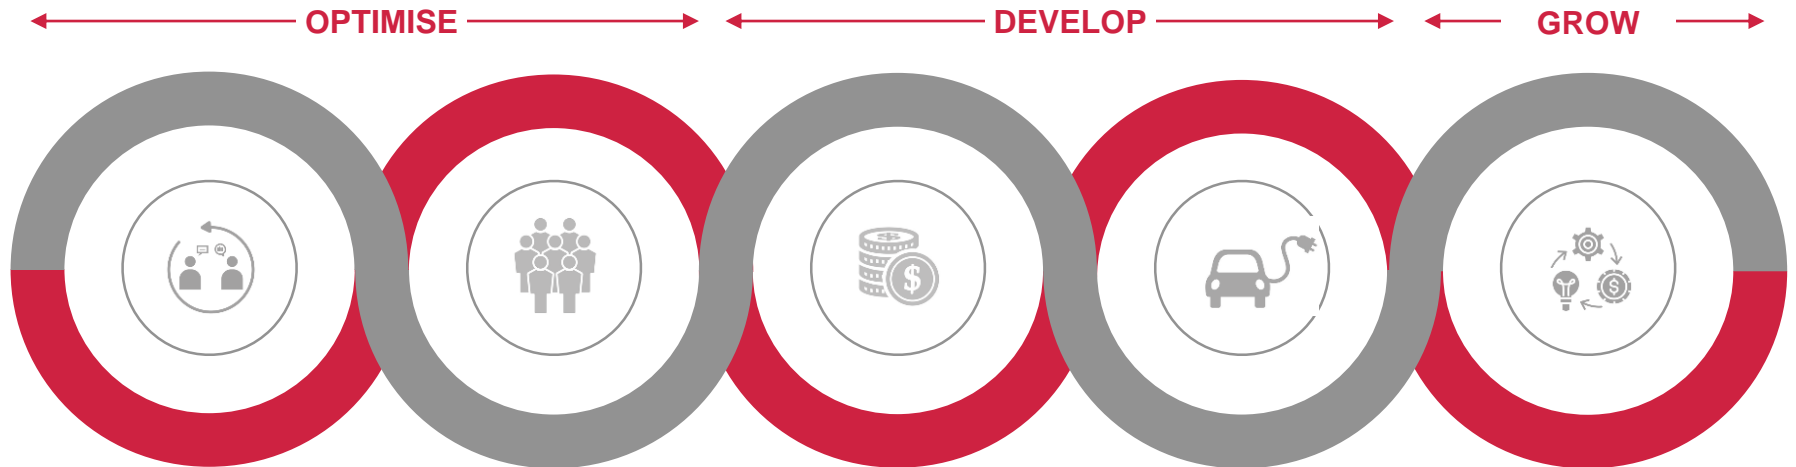 OPTIMISE
DEVELOP
GROW
$
$
$